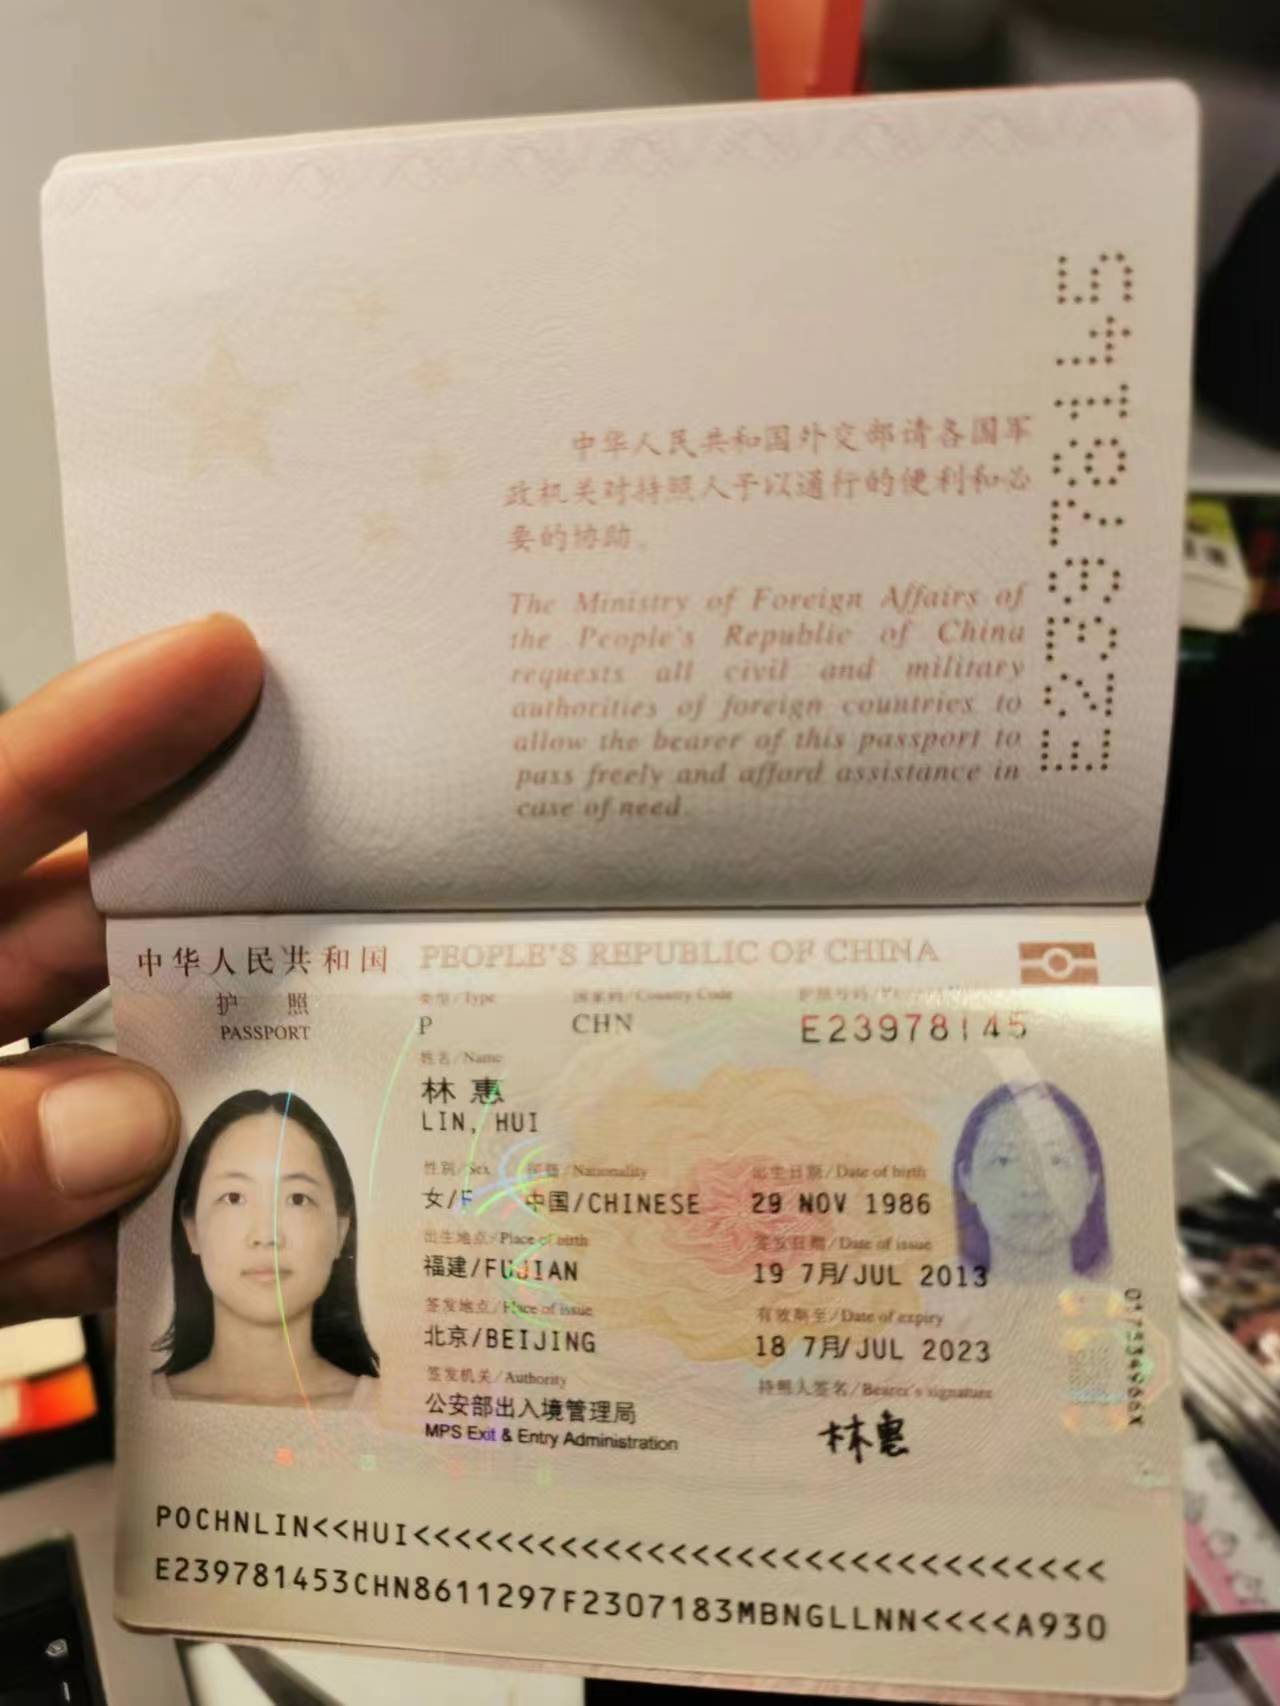 中华人民共和国外交部请各国军
政机关对持照人予以通行的便利和必
要的协助。
The Ministry of Foreign Affairs of
the People's Republic of China
requests all civil and military
authorities of foreign countries to
allow the bearer of this passport to
pass freely and afford assistance in
case of need.
E23978145
中华人民共和国 PEOPLE'S REPUBLIC OF CHINA
护 照
PASSPORT
类型/Type 国家码/Country Code 护照号码/
P CHN E23978145
姓名/Name
林惠
LIN, HUI
性别/Sex 国籍/Nationality 出生日期/Date of birth
女/F 中国/CHINESE 29 NOV 1986
出生地点/Place of birth 签发日期/Date of issue
福建/FUJIAN 19 7月/JUL 2013
签发地点/Place of issue 有效期至/Date of expiry
北京/BEIJING 18 7月/JUL 2023
签发机关/Authority 持照人签名/Bearer's signature
公安部出入境管理局
MPS Exit & Entry Administration
林惠
POCHNLIN<<HUI<<<<<<<<<<<<<<<<<<<<<<<<<<<<<<<
E239781453CHN8611297F2307183MBNGLLNN<<<<A930